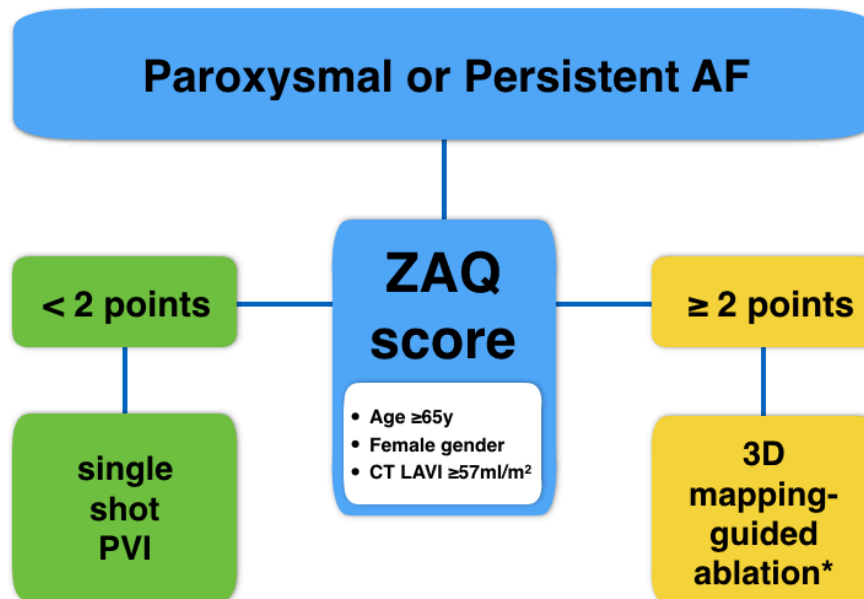 Paroxysmal or Persistent AF
ZAQ
score
• Age ≥65y
• Female gender
• CT LAVI ≥57ml/m²
< 2 points
single
shot
PVI
≥ 2 points
3D
mapping-
guided
ablation*